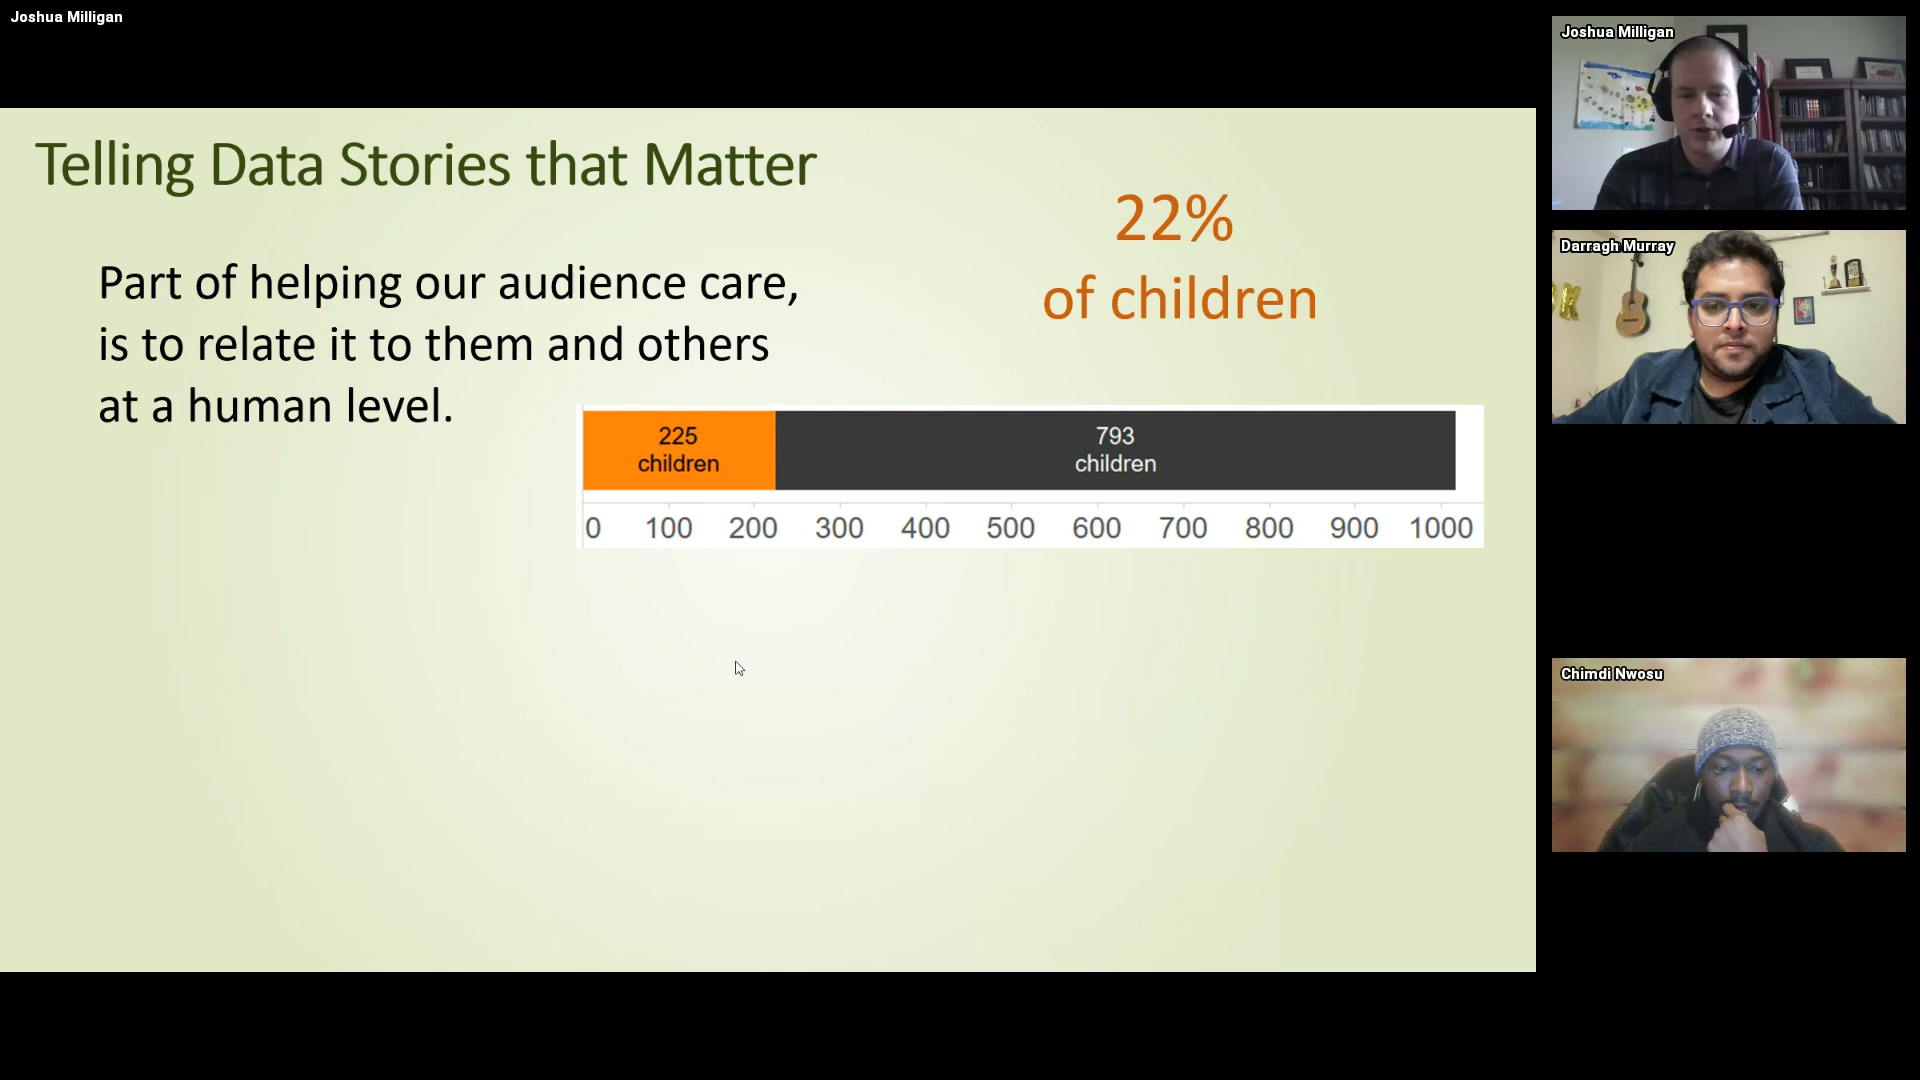 Joshua Milligan
Telling Data Stories that Matter
22%
of children
Part of helping our audience care,
is to relate it to them and others
at a human level.
225
children
793
children
0 100 200 300 400 500 600 700 800 900 1000
Joshua Milligan
Darragh Murray
Chimdi Nwosu